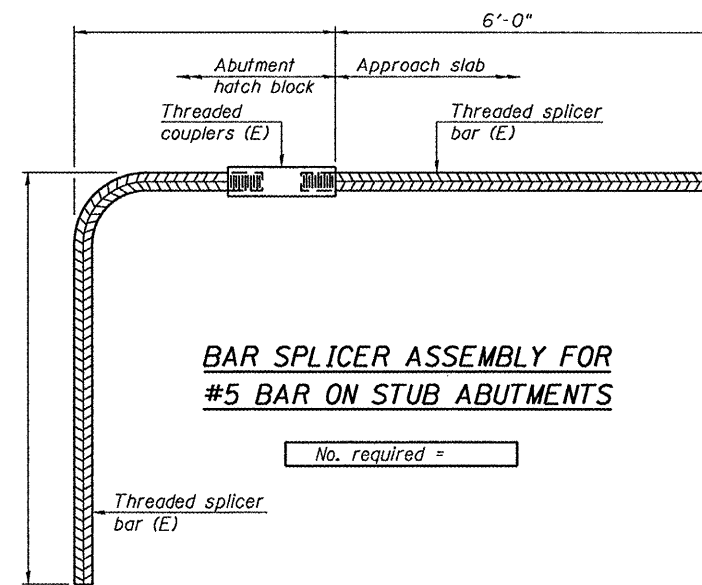 6'-0"
Abutment
hatch block
Approach slab
Threaded
couplers (E)
Threaded splicer
bar (E)
BAR SPLICER ASSEMBLY FOR
#5 BAR ON STUB ABUTMENTS
No. required =
Threaded splicer
bar (E)